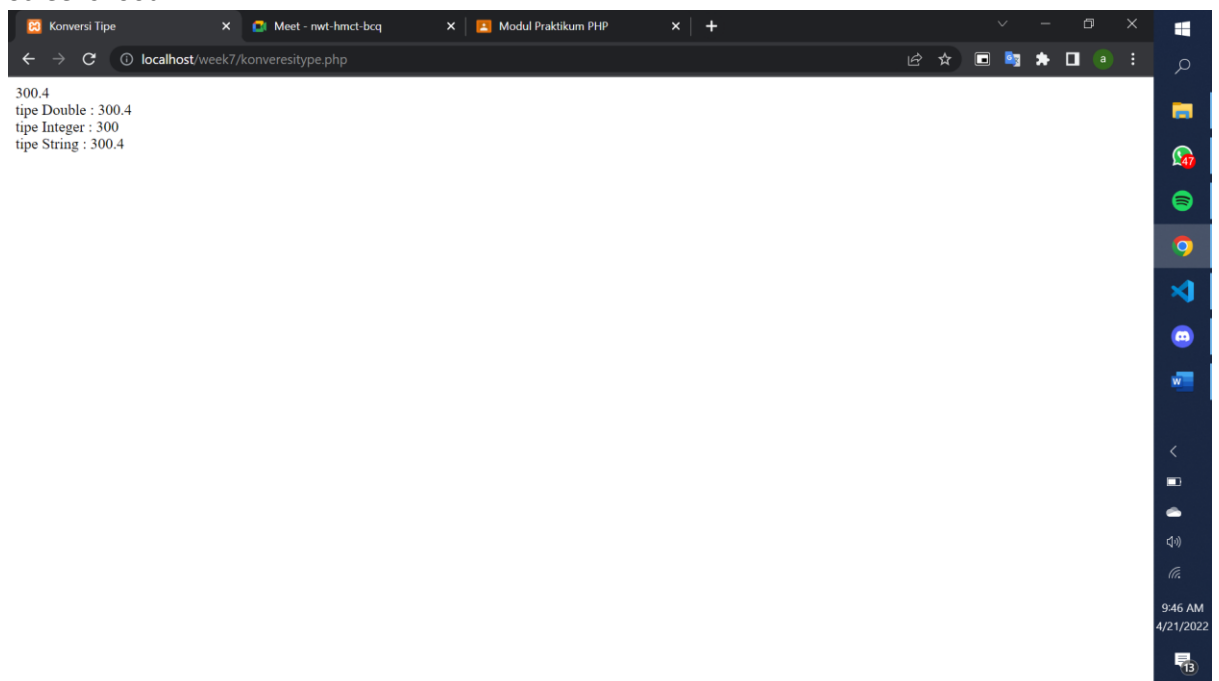 Konversi Tipe
Meet - nwt-hmct-bcq
Modul Praktikum PHP
localhost/week7/konveresitype.php
a
300.4
tipe Double : 300.4
tipe Integer : 300
tipe String : 300.4
47
W
9:46 AM
4/21/2022
13